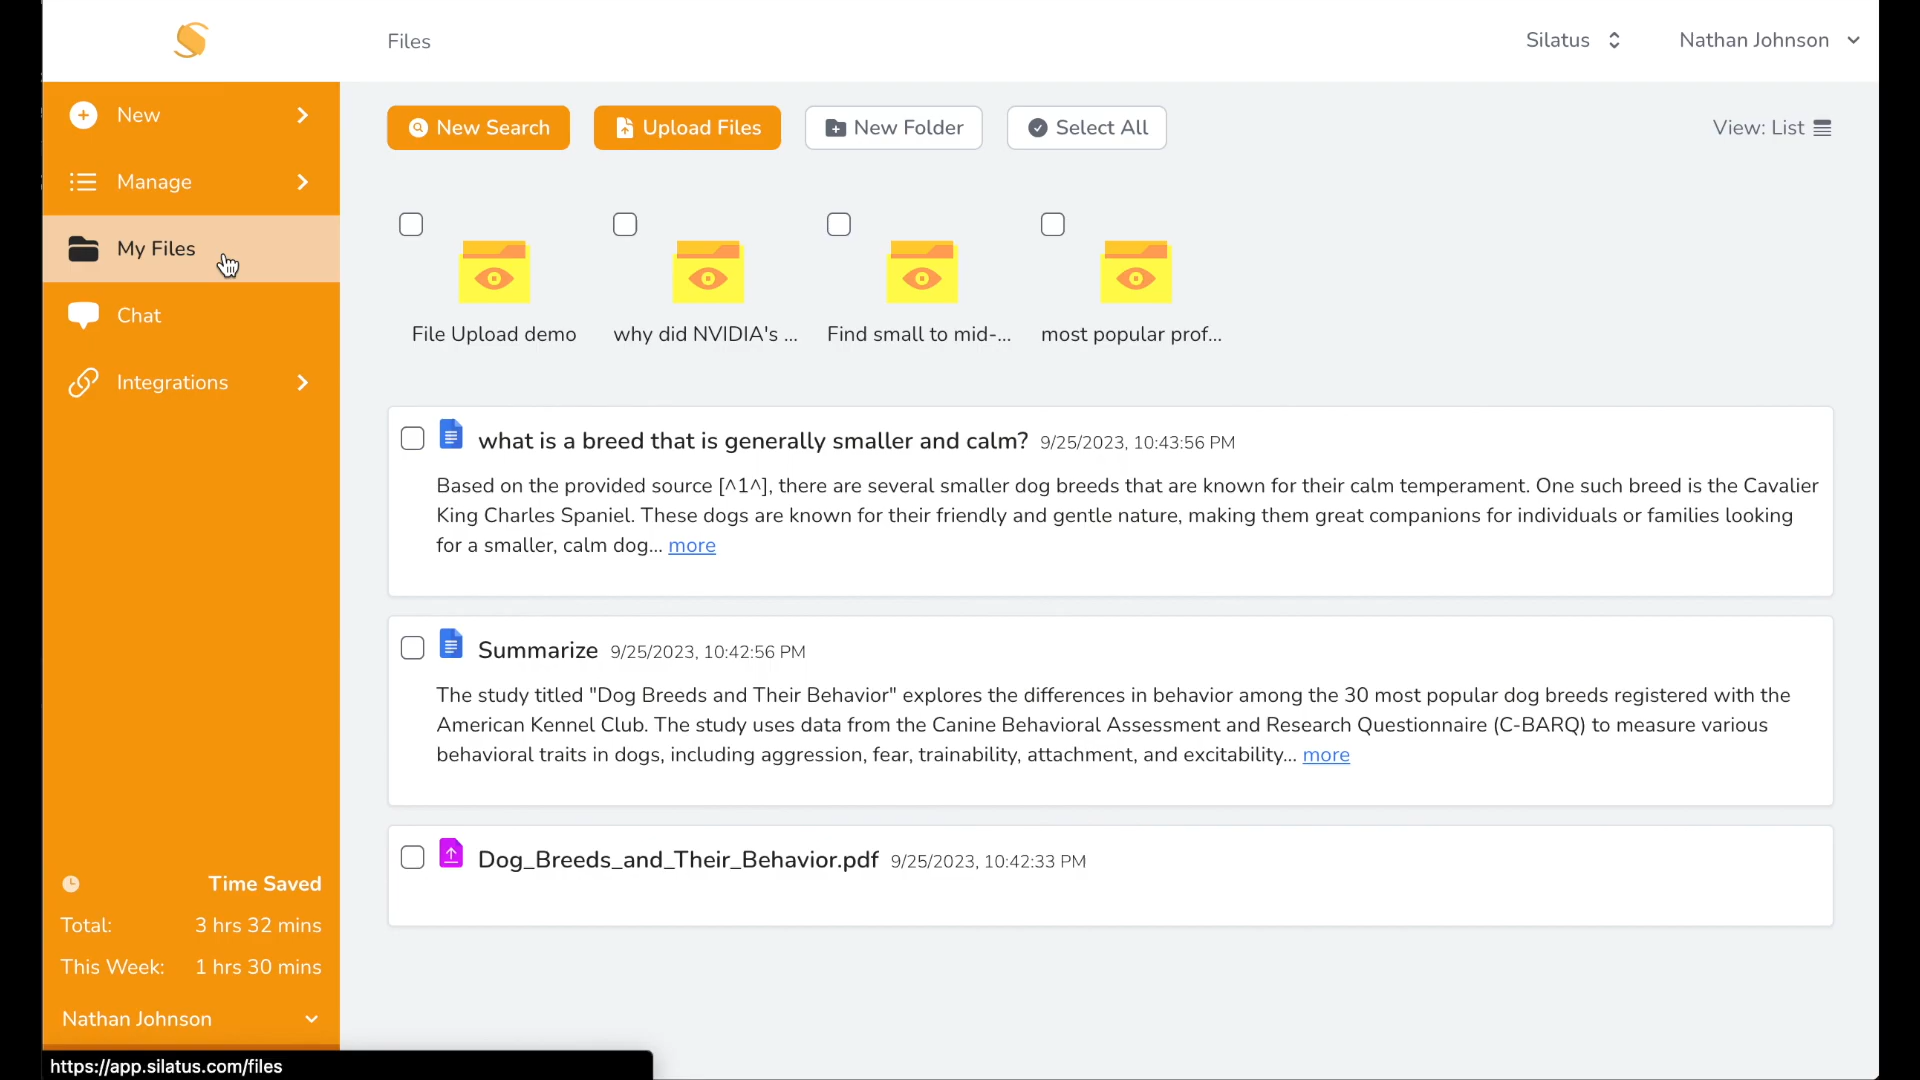 Files
Silatus
Nathan Johnson
New
Manage
My Files
Chat
Integrations
New Search
Upload Files
New Folder
Select All
View: List
File Upload demo
why did NVIDIA's ...
Find small to mid-...
most popular prof...
what is a breed that is generally smaller and calm? 9/25/2023, 10:43:56 PM
Based on the provided source [^1^], there are several smaller dog breeds that are known for their calm temperament. One such breed is the Cavalier
King Charles Spaniel. These dogs are known for their friendly and gentle nature, making them great companions for individuals or families looking
for a smaller, calm dog... more
Summarize 9/25/2023, 10:42:56 PM
The study titled "Dog Breeds and Their Behavior" explores the differences in behavior among the 30 most popular dog breeds registered with the
American Kennel Club. The study uses data from the Canine Behavioral Assessment and Research Questionnaire (C-BARQ) to measure various
behavioral traits in dogs, including aggression, fear, trainability, attachment, and excitability... more
Dog_Breeds_and_Their_Behavior.pdf 9/25/2023, 10:42:33 PM
Time Saved
Total: 3 hrs 32 mins
This Week: 1 hrs 30 mins
Nathan Johnson
https://app.silatus.com/files